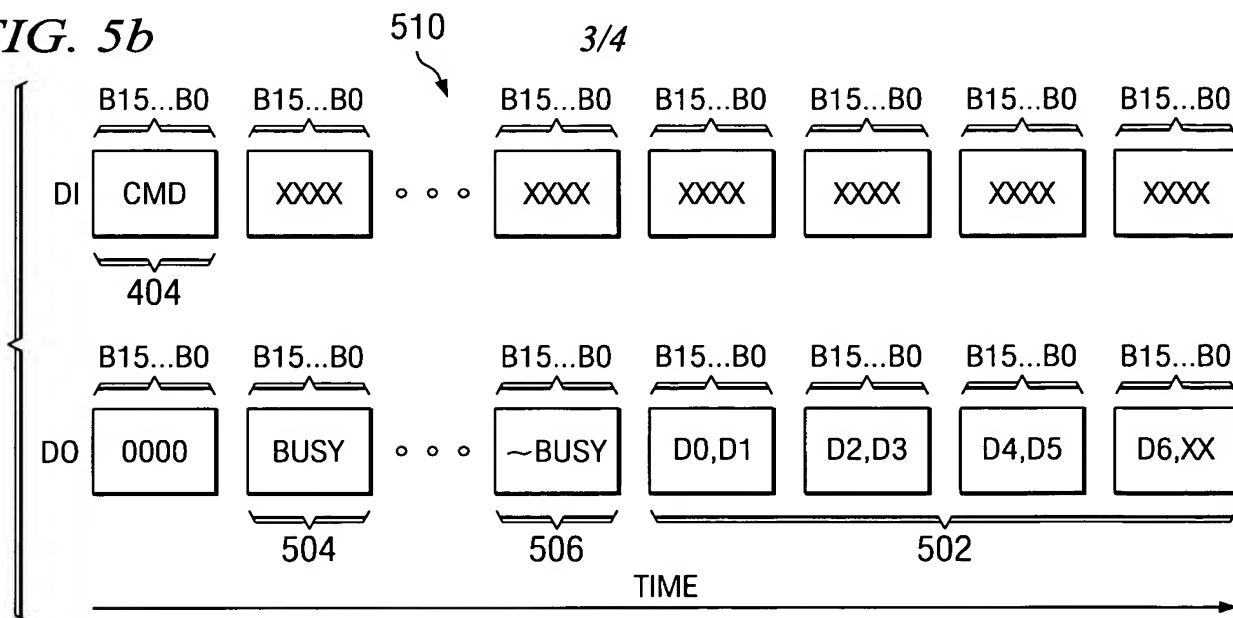 FIG. 5b
510
3/4
B15...B0 B15...B0 B15...B0 B15...B0 B15...B0 B15...B0 B15...B0
DI CMD XXXX XXXX XXXX XXXX XXXX XXXX
404
B15...B0 B15...B0 B15...B0 B15...B0 B15...B0 B15...B0 B15...B0
DO 0000 BUSY ~BUSY D0,D1 D2,D3 D4,D5 D6,XX
504 506 502
TIME